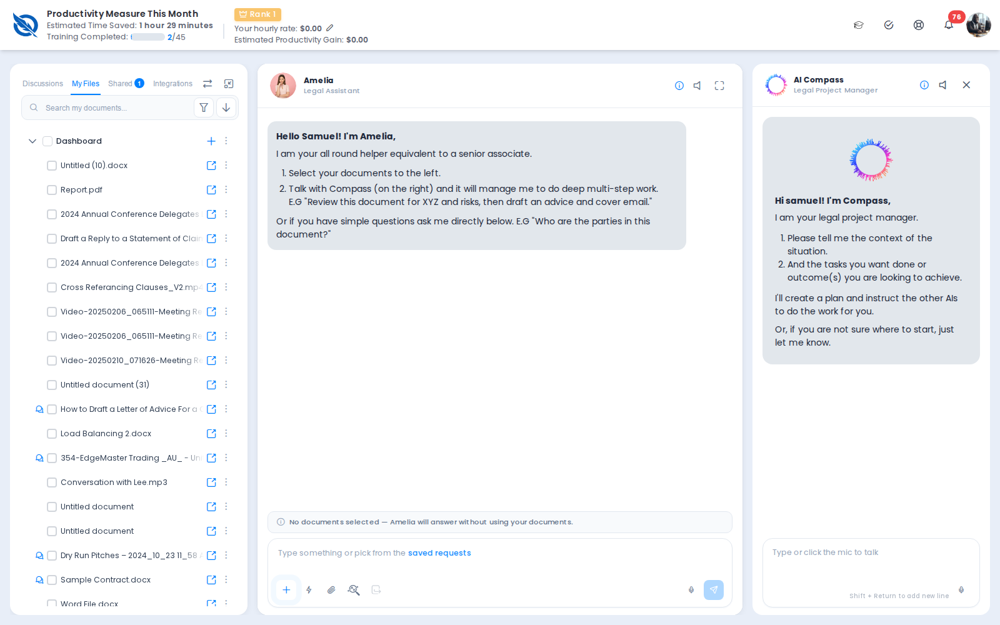 Productivity Measure This Month
Estimated Time Saved: 1 hour 29 minutes
Training Completed: 2/45
Rank 1
Your hourly rate: $0.00
Estimated Productivity Gain: $0.00
76
Discussions
My Files
Shared 1
Integrations
Search my documents...
Dashboard
Untitled (10).docx
Report.pdf
2024 Annual Conference Delegates
Draft a Reply to a Statement of Claim
2024 Annual Conference Delegates
Cross Referancing Clauses_V2.mp4
Video-20250206_065111-Meeting Re
Video-20250206_065111-Meeting Re
Video-20250210_071626-Meeting Re
Untitled document (31)
How to Draft a Letter of Advice For a
Load Balancing 2.docx
354-EdgeMaster Trading _AU_ - Un
Conversation with Lee.mp3
Untitled document
Untitled document
Dry Run Pitches – 2024_10_23 11_58
Sample Contract.docx
Word File.docx
Amelia
Legal Assistant
Hello Samuel! I'm Amelia,
I am your all round helper equivalent to a senior associate.
1. Select your documents to the left.
2. Talk with Compass (on the right) and it will manage me to do deep multi-step work.
E.G "Review this document for XYZ and risks, then draft an advice and cover email."
Or if you have simple questions ask me directly below. E.G "Who are the parties in this
document?"
No documents selected — Amelia will answer without using your documents.
Type something or pick from the saved requests
AI Compass
Legal Project Manager
Hi samuel! I'm Compass,
I am your legal project manager.
1. Please tell me the context of the
situation.
2. And the tasks you want done or
outcome(s) you are looking to achieve.
I'll create a plan and instruct the other AIs
to do the work for you.
Or, if you are not sure where to start, just
let me know.
Type or click the mic to talk
Shift + Return to add new line